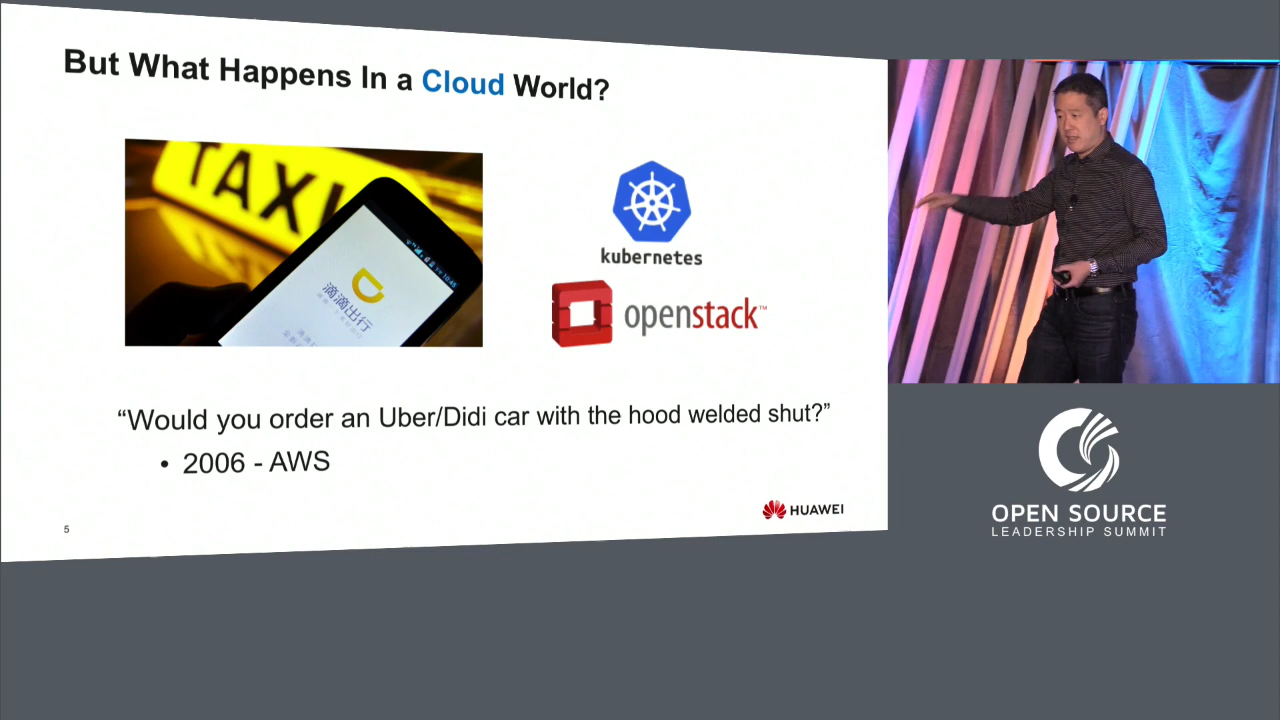 But What Happens In a Cloud World?
TAXI
滴滴出行
kubernetes
openstack™
“Would you order an Uber/Didi car with the hood welded shut?”
• 2006 - AWS
HUAWEI
5
OPEN SOURCE
LEADERSHIP SUMMIT